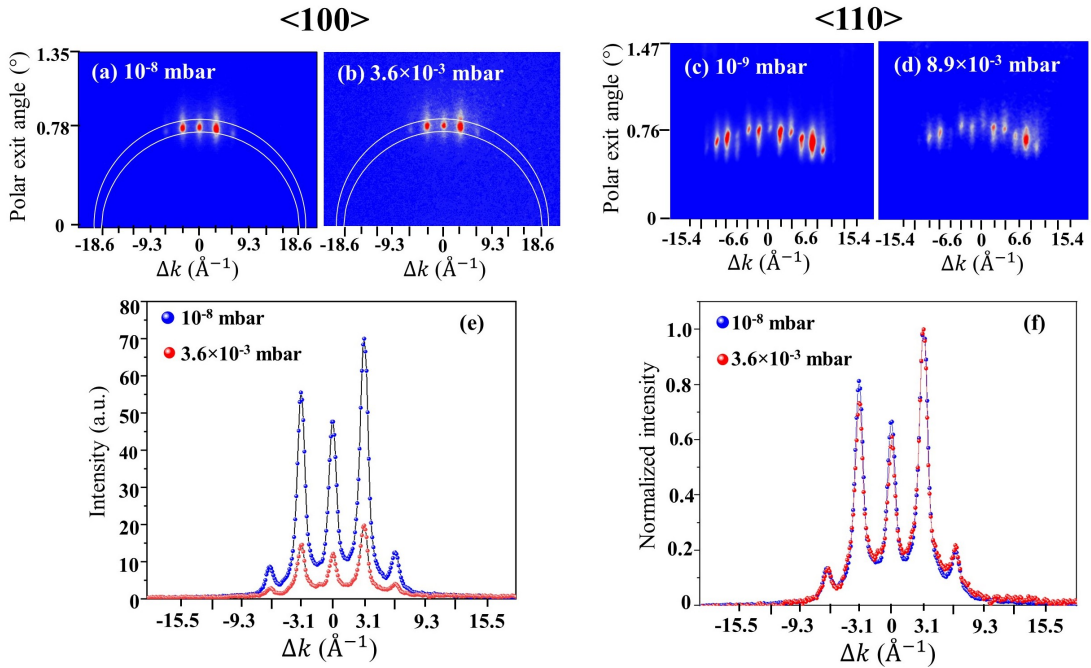 <100>
<110>
Polar exit angle (°)
1.35
0.78
0
(a) 10-8 mbar
(b) 3.6×10-3 mbar
-18.6 -9.3 0 9.3 18.6
-18.6 -9.3 0 9.3 18.6
Δk (Å−1)
Δk (Å−1)
Polar exit angle (°)
1.47
0.76
0
(c) 10-9 mbar
(d) 8.9×10-3 mbar
-15.4 -6.6 0 6.6 15.4
-15.4 -6.6 0 6.6 15.4
Δk (Å−1)
Δk (Å−1)
Intensity (a.u.)
80
70
60
50
40
30
20
10
0
10-8 mbar
3.6×10-3 mbar
(e)
-15.5 -9.3 -3.1 0 3.1 9.3 15.5
Δk (Å−1)
Normalized intensity
1.0
0.8
0.6
0.4
0.2
0
10-8 mbar
3.6×10-3 mbar
(f)
-15.5 -9.3 -3.1 0 3.1 9.3 15.5
Δk (Å−1)